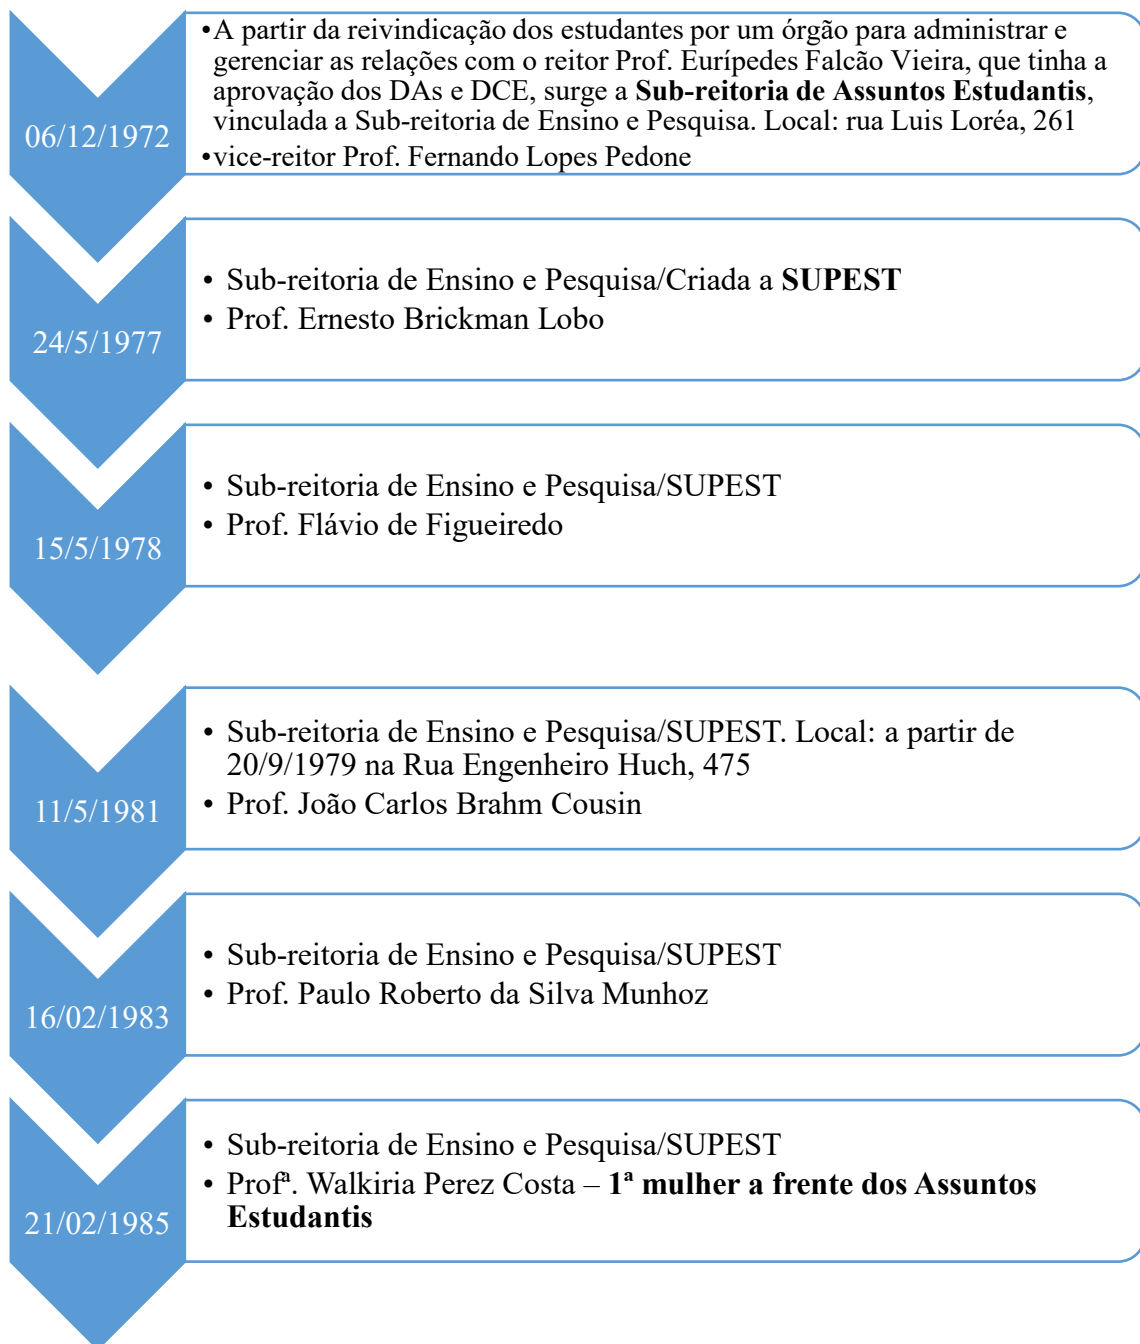 06/12/1972
•A partir da reivindicação dos estudantes por um órgão para administrar e
gerenciar as relações com o reitor Prof. Eurípedes Falcão Vieira, que tinha a
aprovação dos DAs e DCE, surge a Sub-reitoria de Assuntos Estudantis,
vinculada a Sub-reitoria de Ensino e Pesquisa. Local: rua Luis Loréa, 261
•vice-reitor Prof. Fernando Lopes Pedone
24/5/1977
• Sub-reitoria de Ensino e Pesquisa/Criada a SUPEST
• Prof. Ernesto Brickman Lobo
15/5/1978
• Sub-reitoria de Ensino e Pesquisa/SUPEST
• Prof. Flávio de Figueiredo
11/5/1981
• Sub-reitoria de Ensino e Pesquisa/SUPEST. Local: a partir de
20/9/1979 na Rua Engenheiro Huch, 475
• Prof. João Carlos Brahm Cousin
16/02/1983
• Sub-reitoria de Ensino e Pesquisa/SUPEST
• Prof. Paulo Roberto da Silva Munhoz
21/02/1985
• Sub-reitoria de Ensino e Pesquisa/SUPEST
• Profª. Walkiria Perez Costa – 1ª mulher a frente dos Assuntos
Estudantis